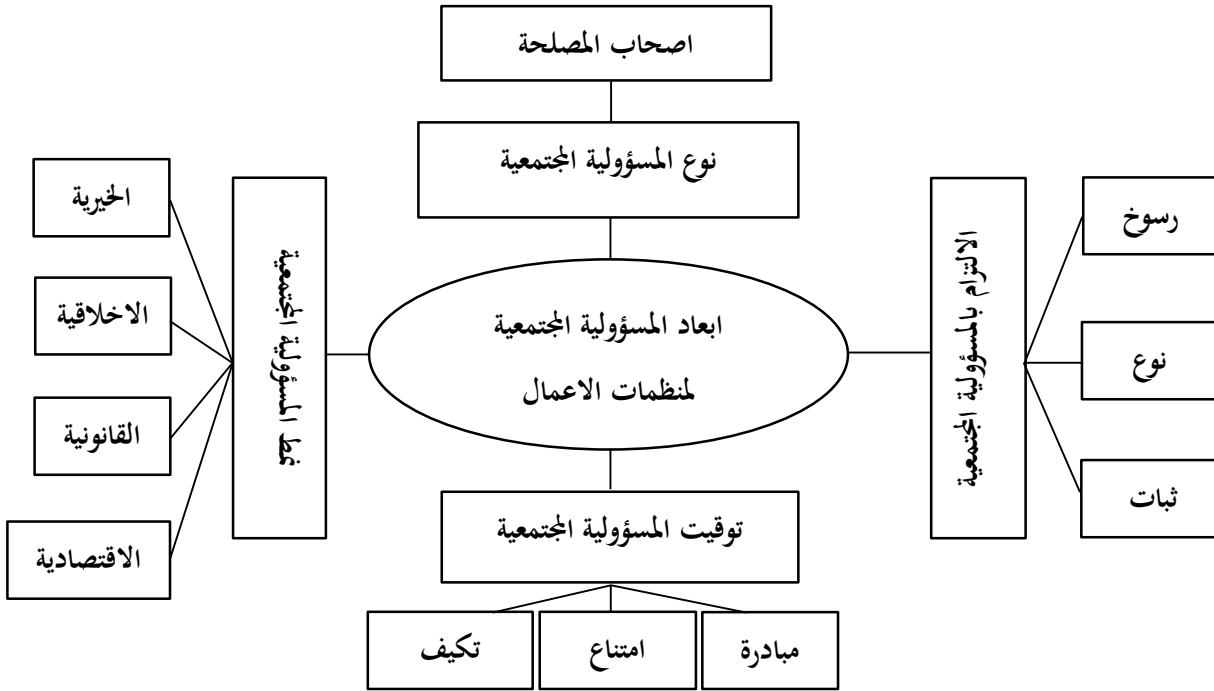 اصحاب المصلحة
نوع المسؤولية المجتمعية
رسوخ
نوع
ثبات
الالتزام بالمسؤولية المجتمعية
ابعاد المسؤولية المجتمعية
لمنظمات الاعمال
نمط المسؤولية المجتمعية
الخيرية
الاخلاقية
القانونية
الاقتصادية
توقيت المسؤولية المجتمعية
مبادرة
امتناع
تكيف